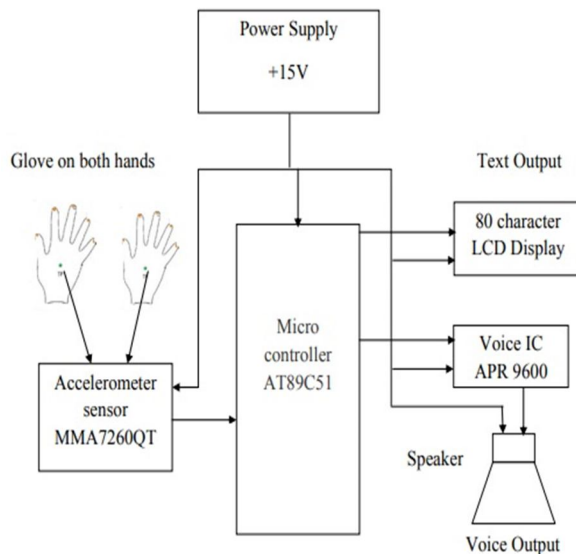 Power Supply
+15V
Glove on both hands
Text Output
80 character
LCD Display
Micro
controller
AT89C51
Voice IC
APR 9600
Accelerometer
sensor
MMA7260QT
Speaker
Voice Output